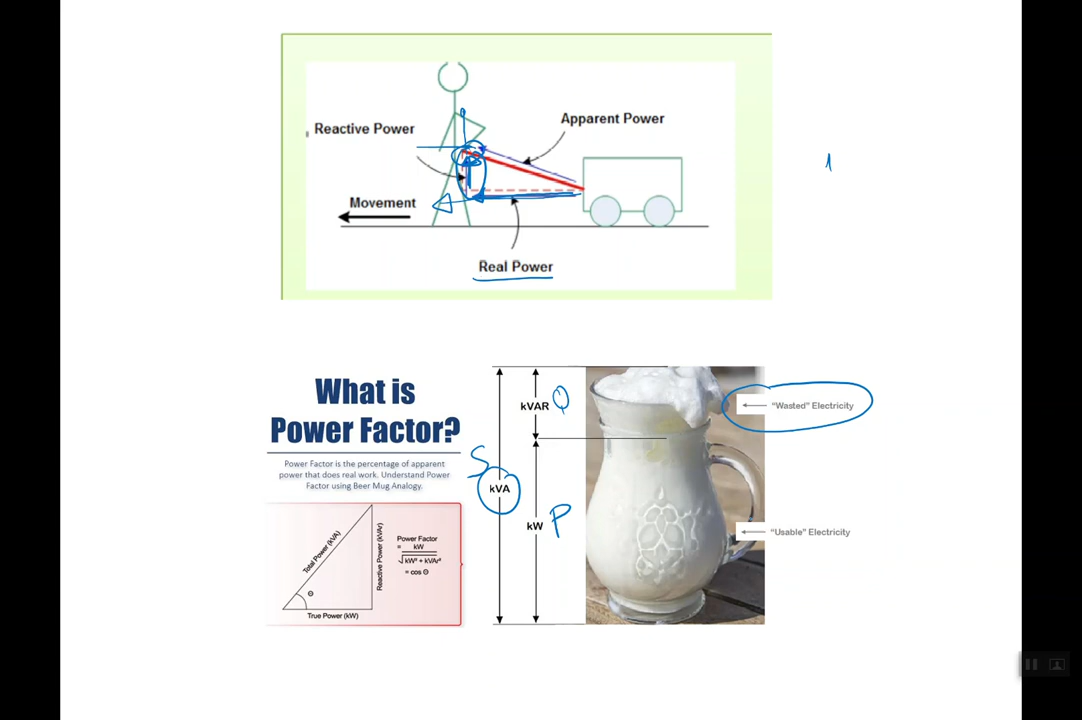 Apparent Power
Reactive Power
Movement
Real Power
1
What is
Power Factor?
Power Factor is the percentage of apparent
power that does real work. Understand Power
Factor using Beer Mug Analogy.
Total Power (kVA)
Reactive Power (kVAr)
Θ
True Power (kW)
Power Factor
= kW
√kW² + kVAr²
= cos Θ
kVAR Q
S
kVA
kW P
"Wasted" Electricity
"Usable" Electricity